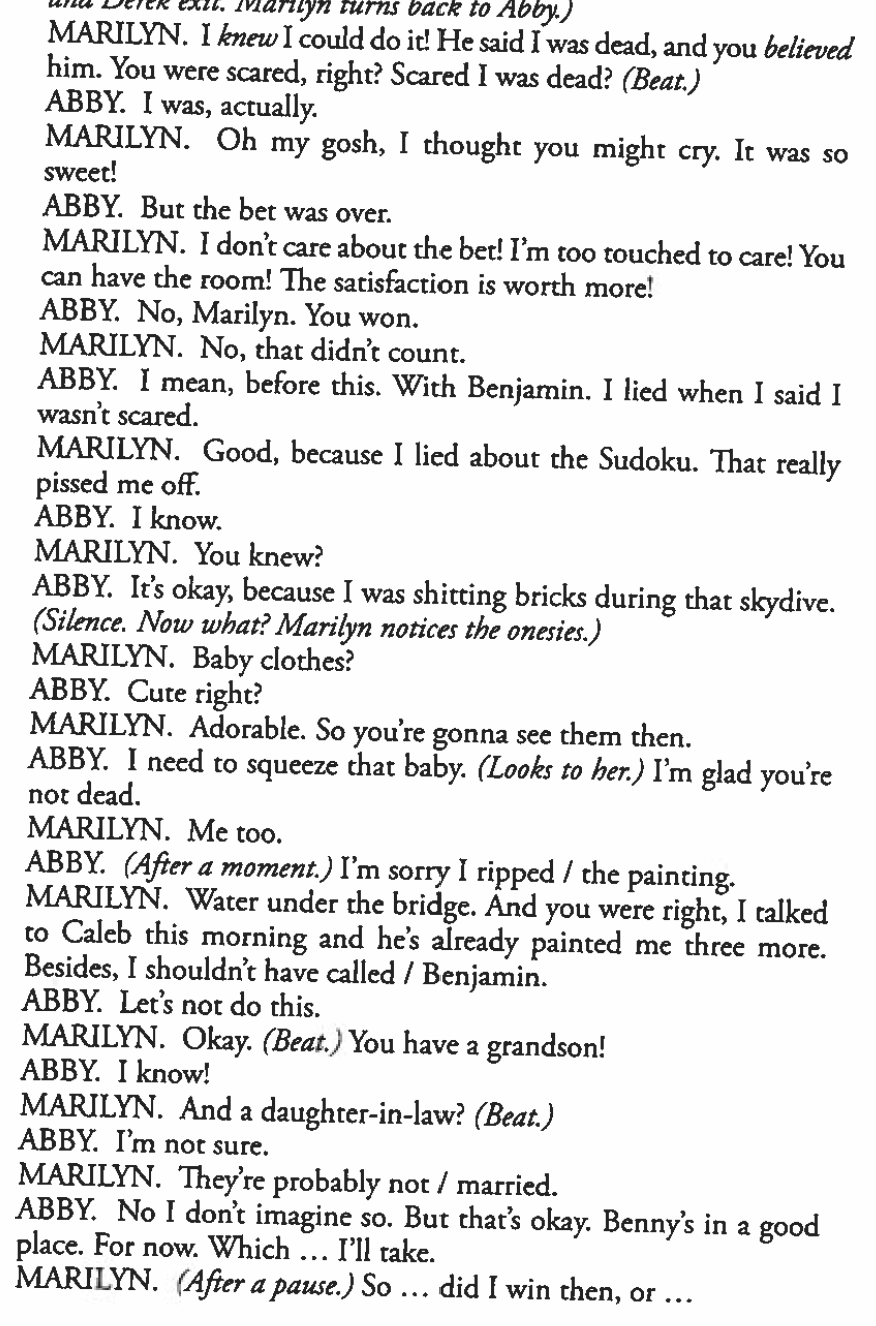 and Derek exit. Marilyn turns back to Abby.)
MARILYN. I knew I could do it! He said I was dead, and you believed
him. You were scared, right? Scared I was dead? (Beat.)
ABBY. I was, actually.
MARILYN. Oh my gosh, I thought you might cry. It was so
sweet!
ABBY. But the bet was over.
MARILYN. I don't care about the bet! I'm too touched to care! You
can have the room! The satisfaction is worth more!
ABBY. No, Marilyn. You won.
MARILYN. No, that didn't count.
ABBY. I mean, before this. With Benjamin. I lied when I said I
wasn't scared.
MARILYN. Good, because I lied about the Sudoku. That really
pissed me off.
ABBY. I know.
MARILYN. You knew?
ABBY. It's okay, because I was shitting bricks during that skydive.
(Silence. Now what? Marilyn notices the onesies.)
MARILYN. Baby clothes?
ABBY. Cute right?
MARILYN. Adorable. So you're gonna see them then.
ABBY. I need to squeeze that baby. (Looks to her.) I'm glad you're
not dead.
MARILYN. Me too.
ABBY. (After a moment.) I'm sorry I ripped / the painting.
MARILYN. Water under the bridge. And you were right, I talked
to Caleb this morning and he's already painted me three more.
Besides, I shouldn't have called / Benjamin.
ABBY. Let's not do this.
MARILYN. Okay. (Beat.) You have a grandson!
ABBY. I know!
MARILYN. And a daughter-in-law? (Beat.)
ABBY. I'm not sure.
MARILYN. They're probably not / married.
ABBY. No I don't imagine so. But that's okay. Benny's in a good
place. For now. Which ... I'll take.
MARILYN. (After a pause.) So ... did I win then, or ...